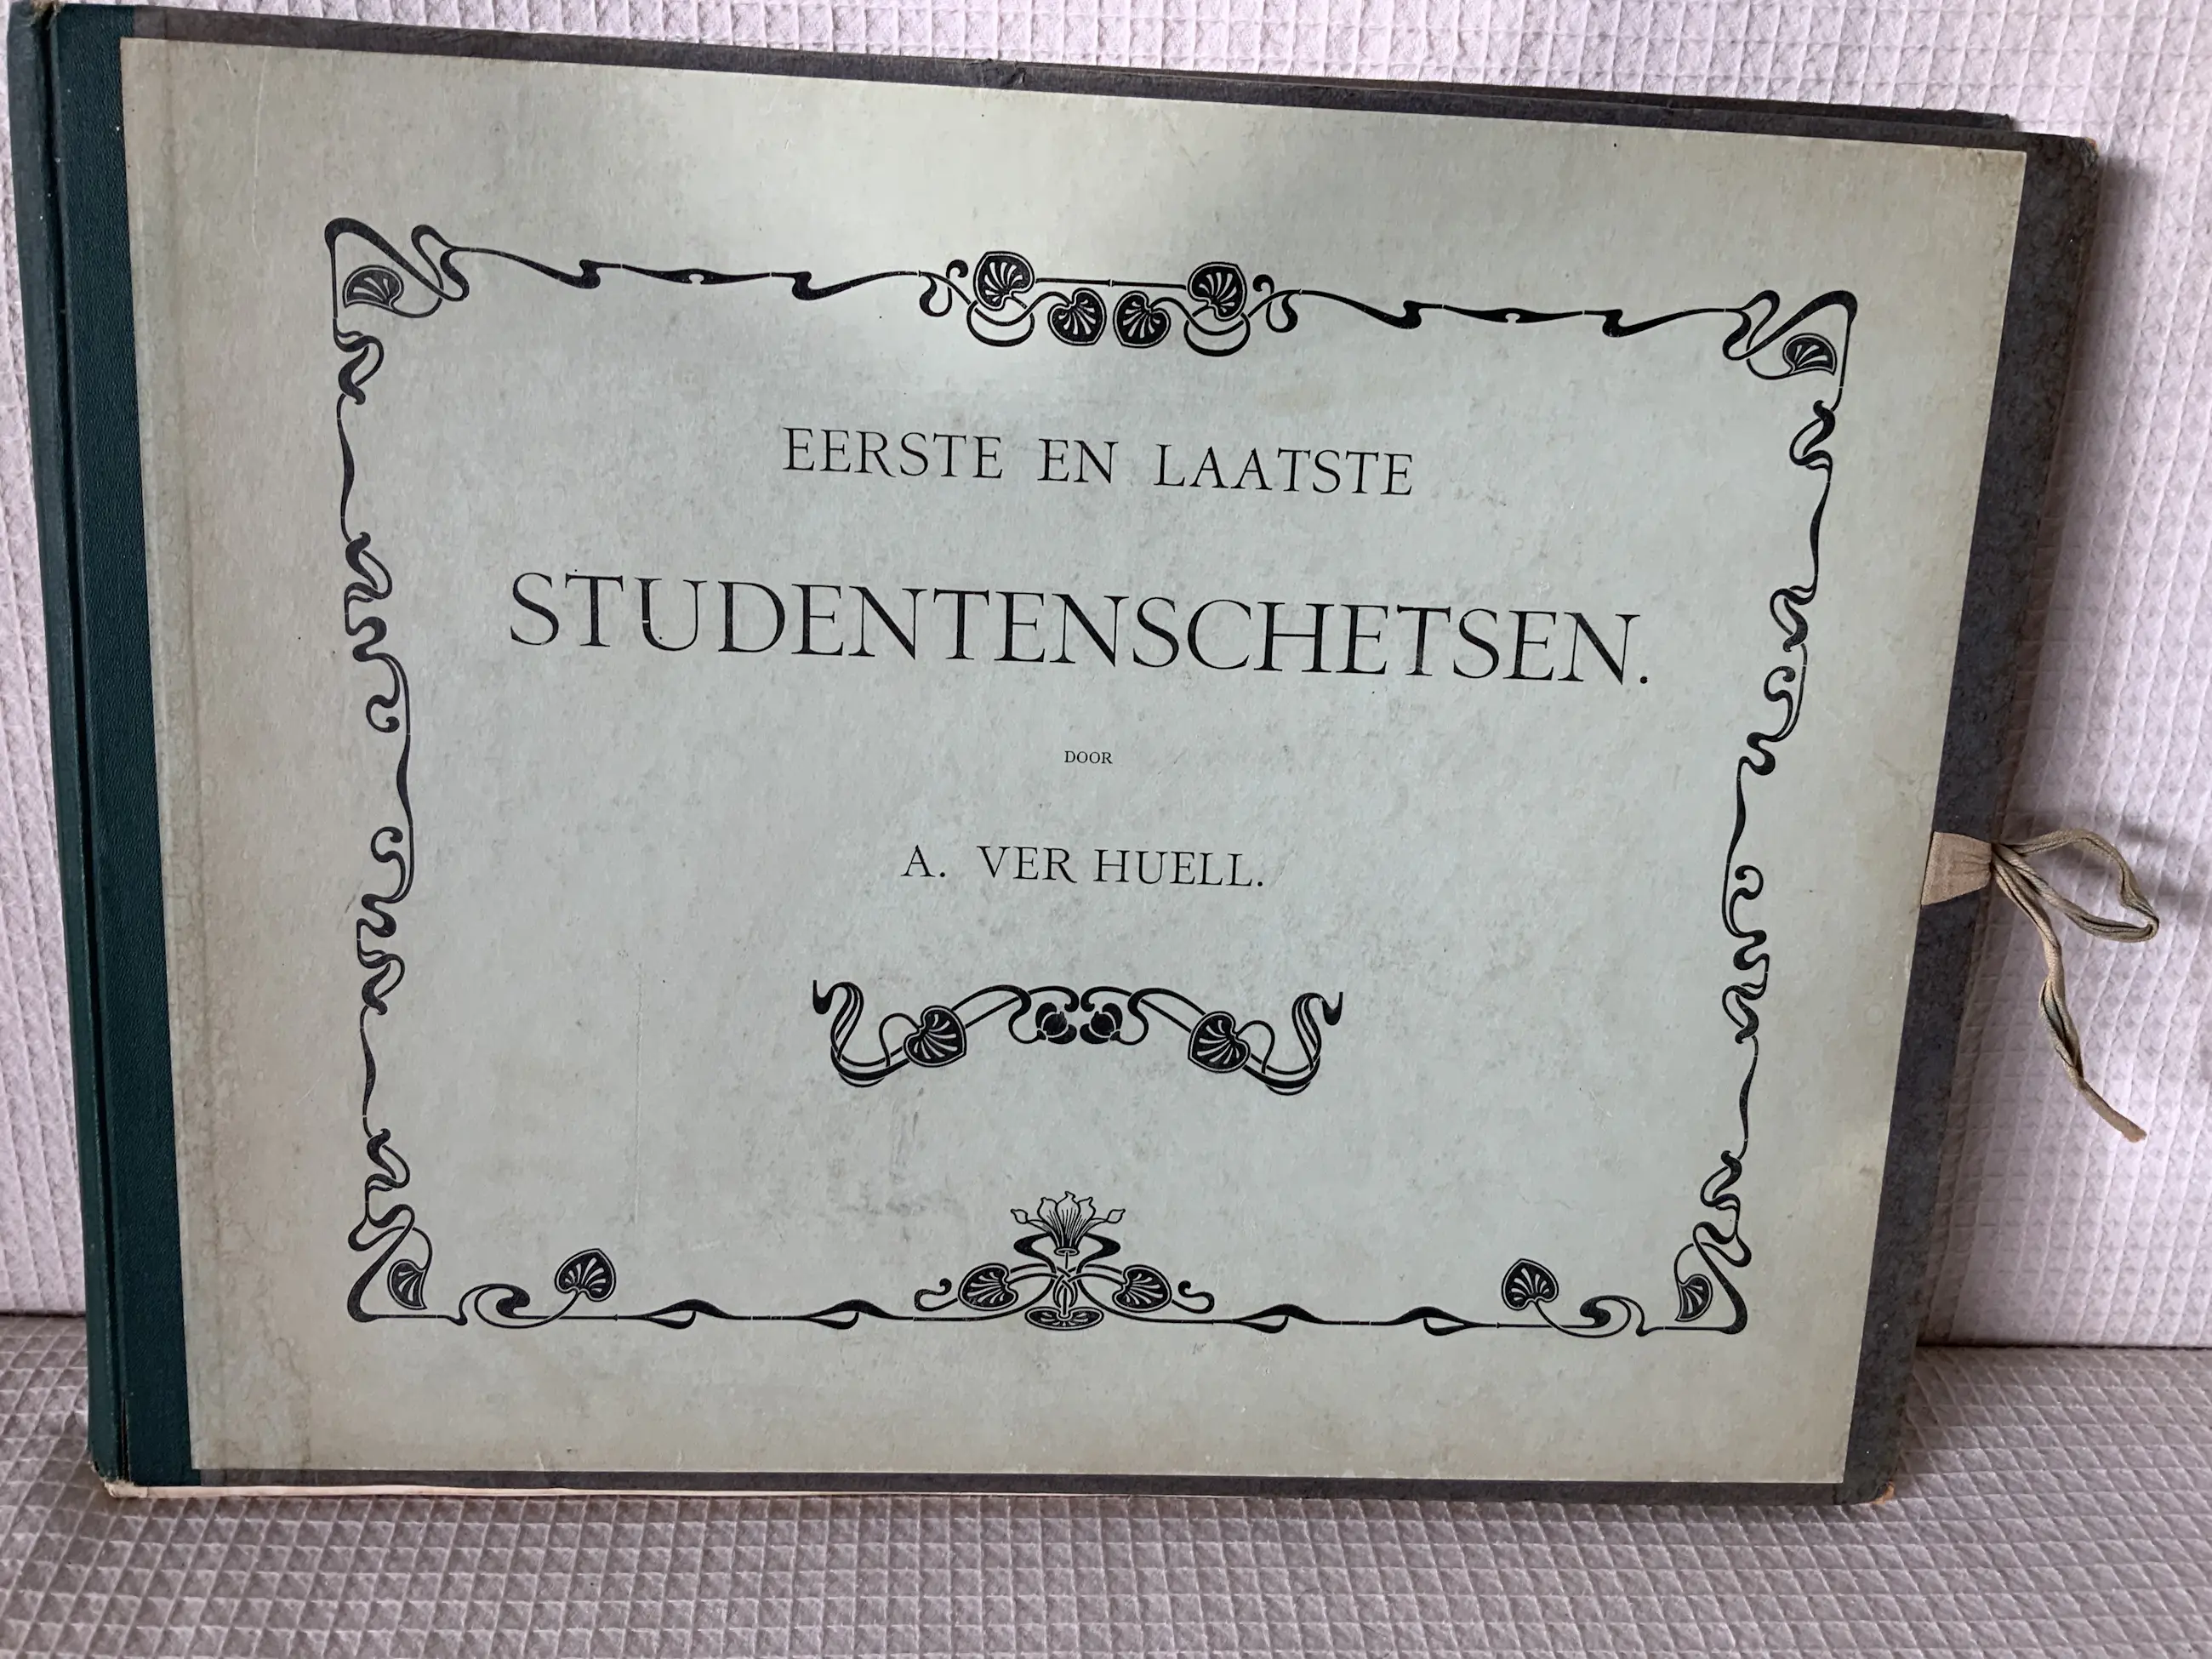 EERSTE EN LAATSTE
STUDENTENSCHETSEN.
DOOR
A. VER HUELL.